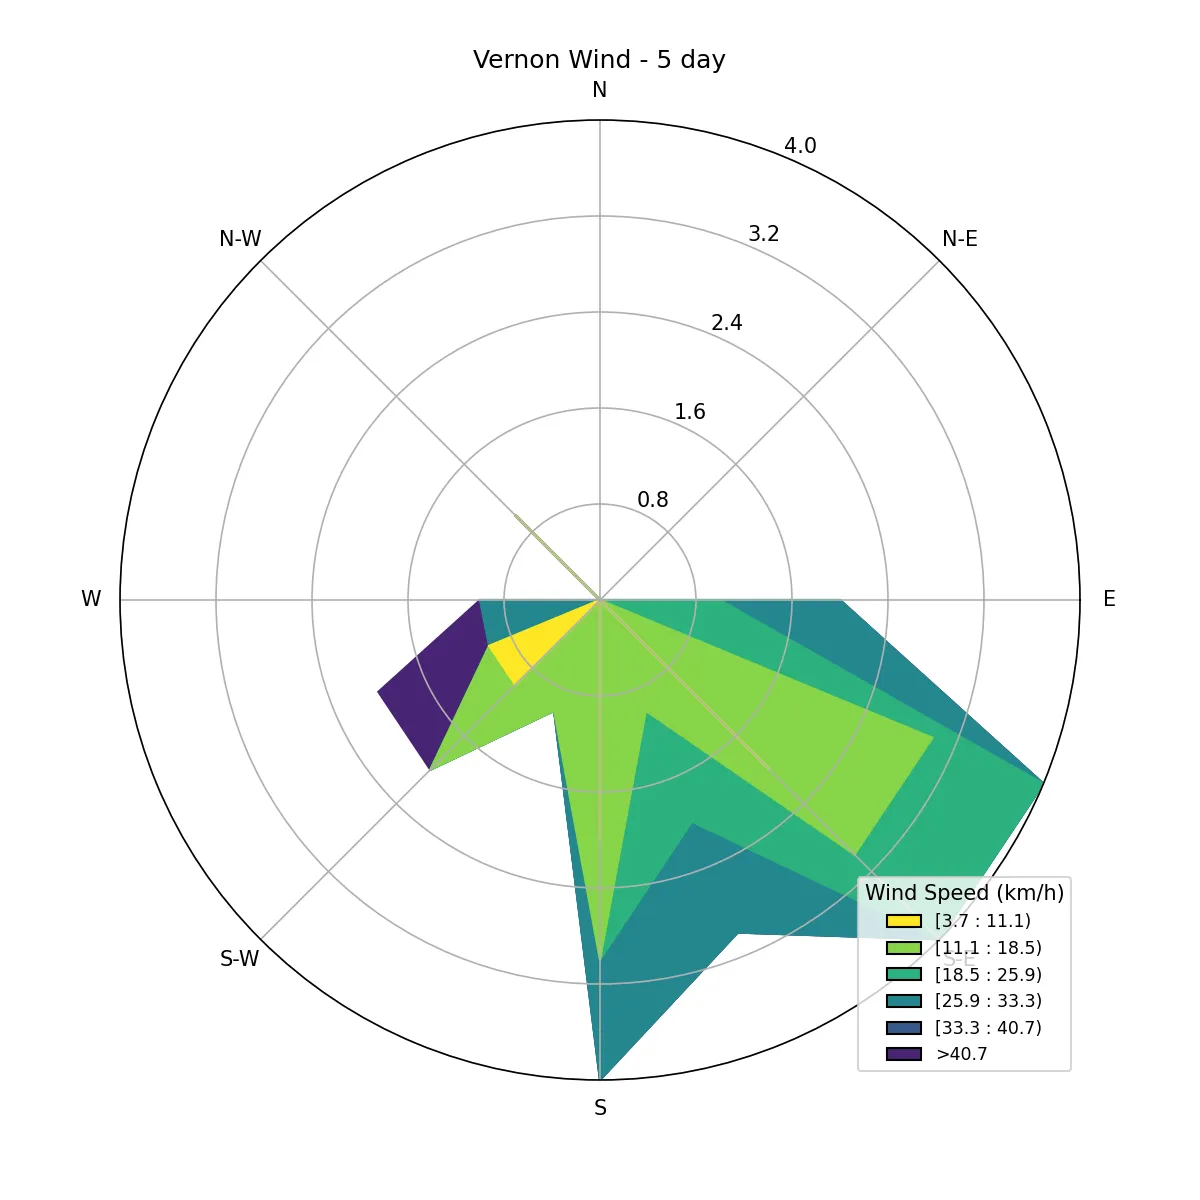 Vernon Wind - 5 day
N
4.0
N-W
N-E
3.2
2.4
1.6
0.8
W
E
Wind Speed (km/h)
[3.7 : 11.1)
[11.1 : 18.5)
S-W
S-E
[18.5 : 25.9)
[25.9 : 33.3)
[33.3 : 40.7)
>40.7
S